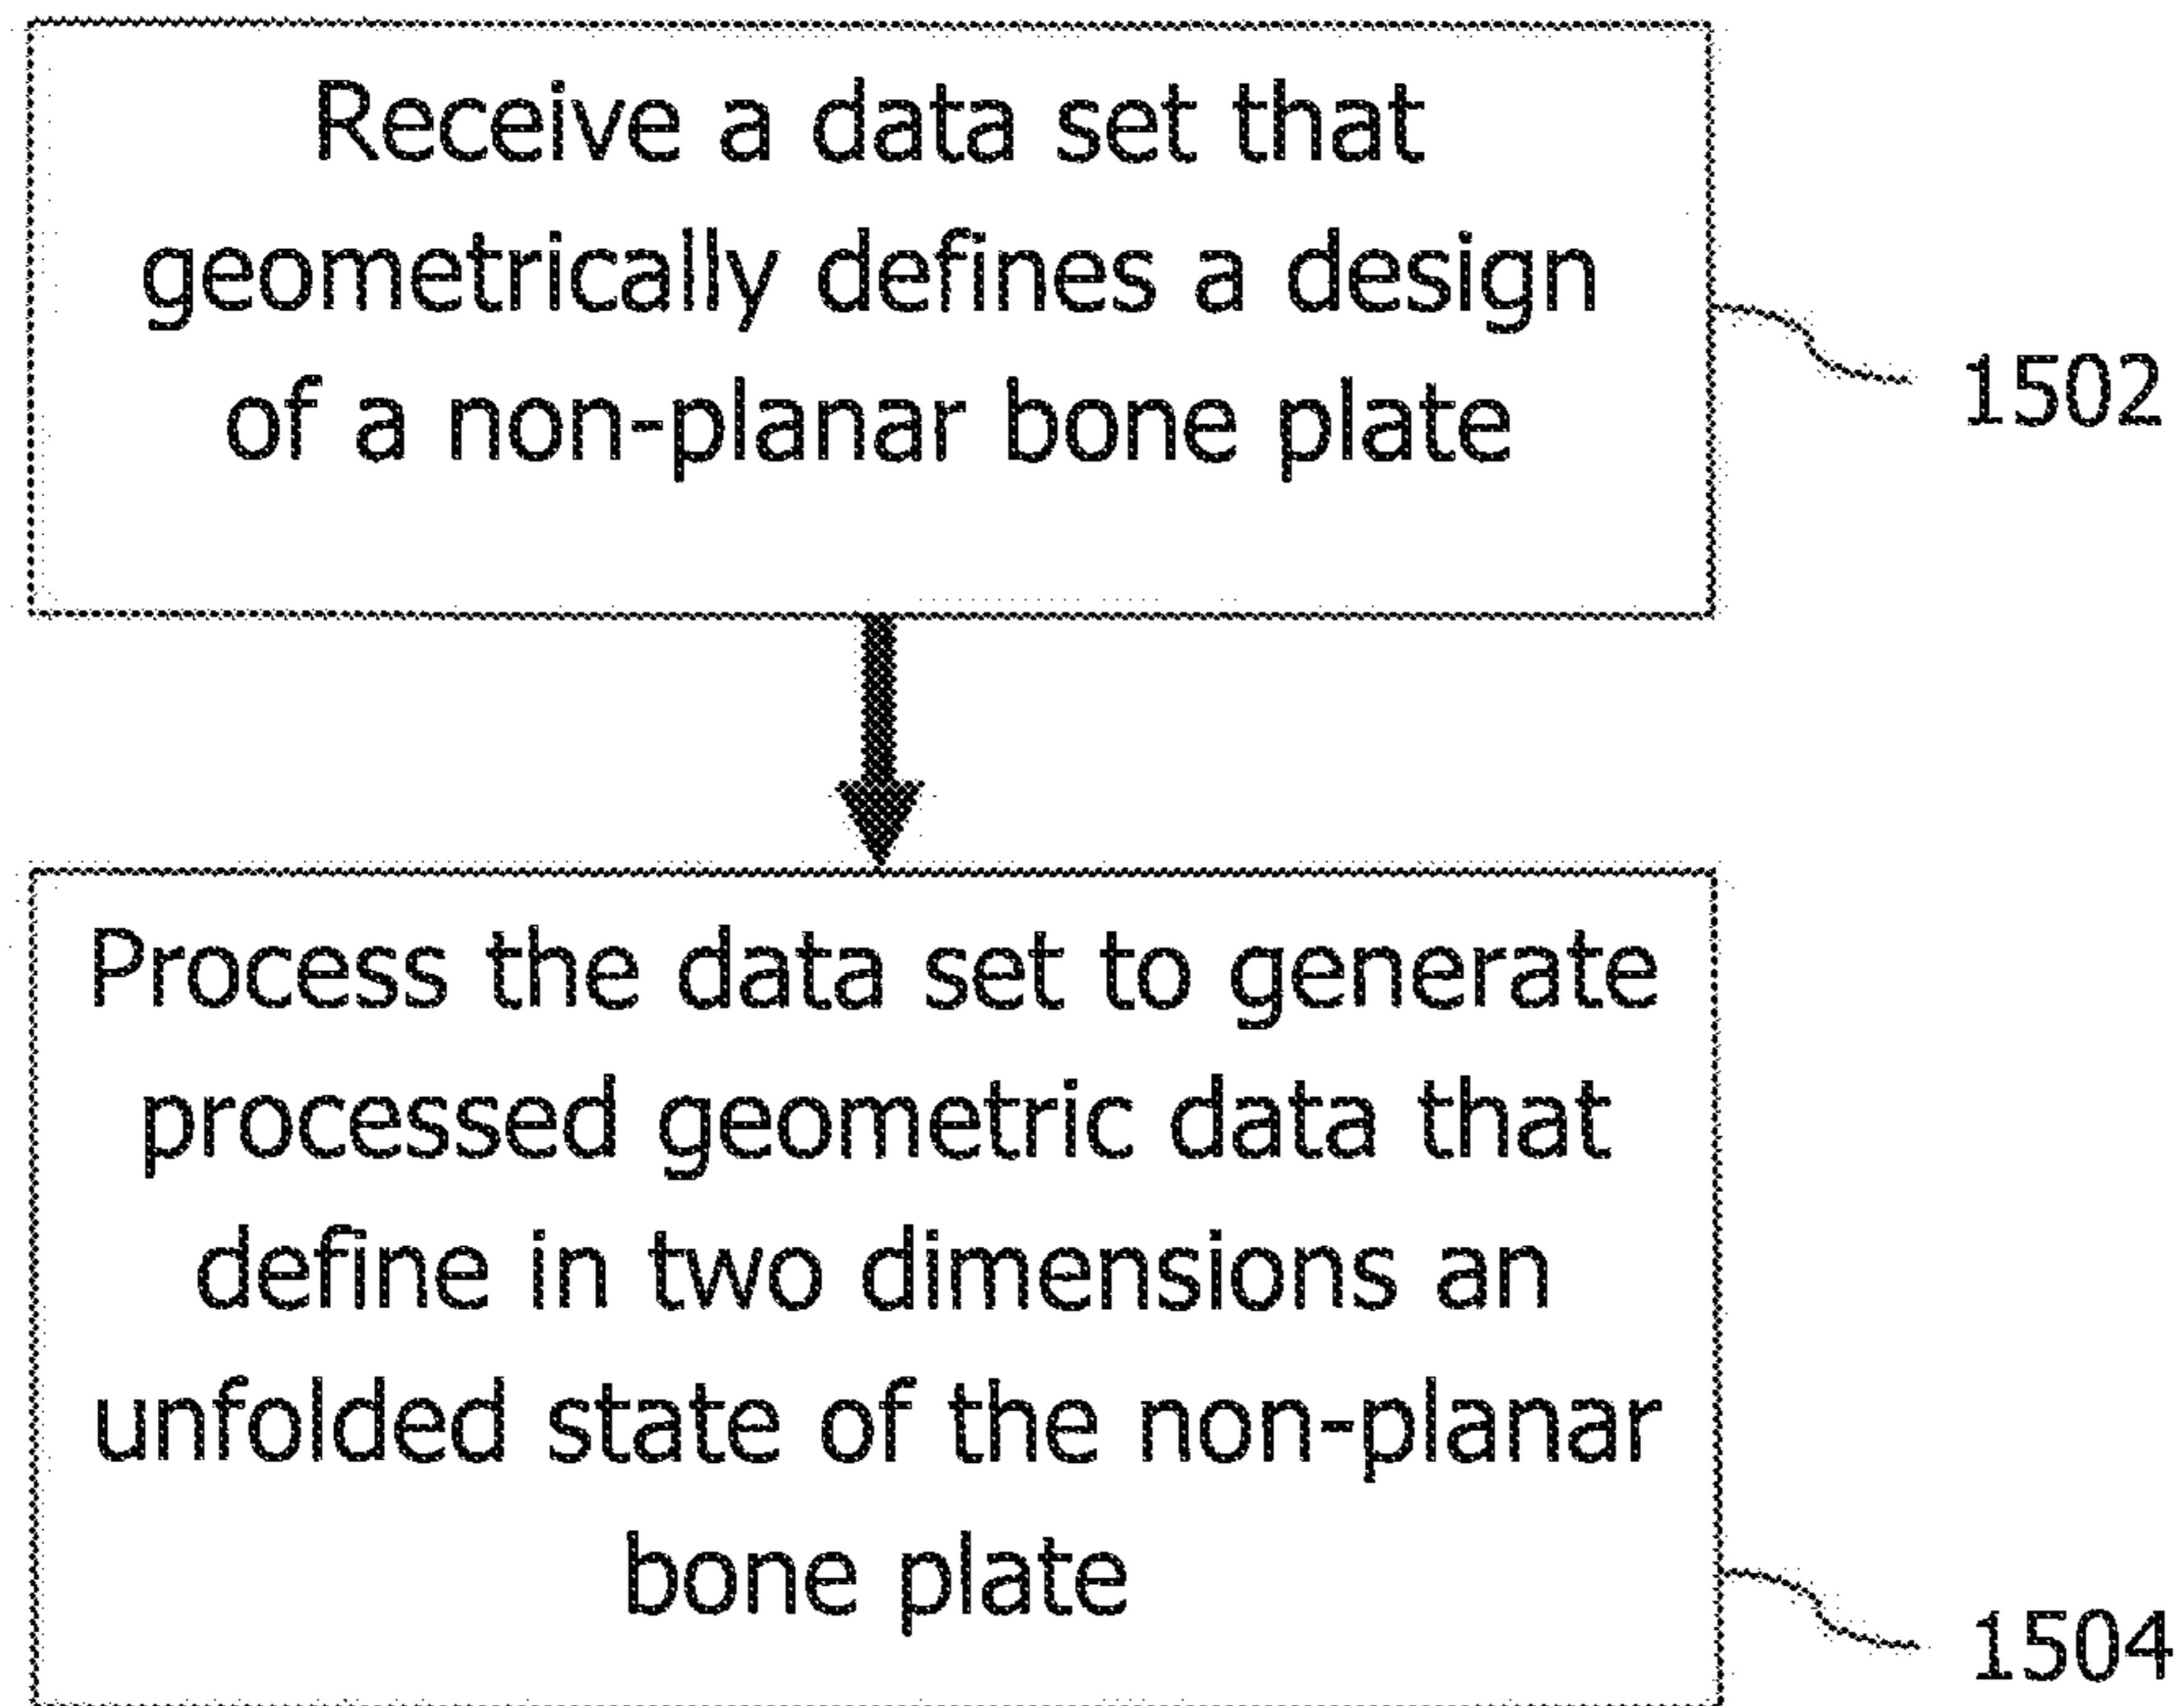 Receive a data set that
geometrically defines a design
of a non-planar bone plate
1502
Process the data set to generate
processed geometric data that
define in two dimensions an
unfolded state of the non-planar
bone plate
1504